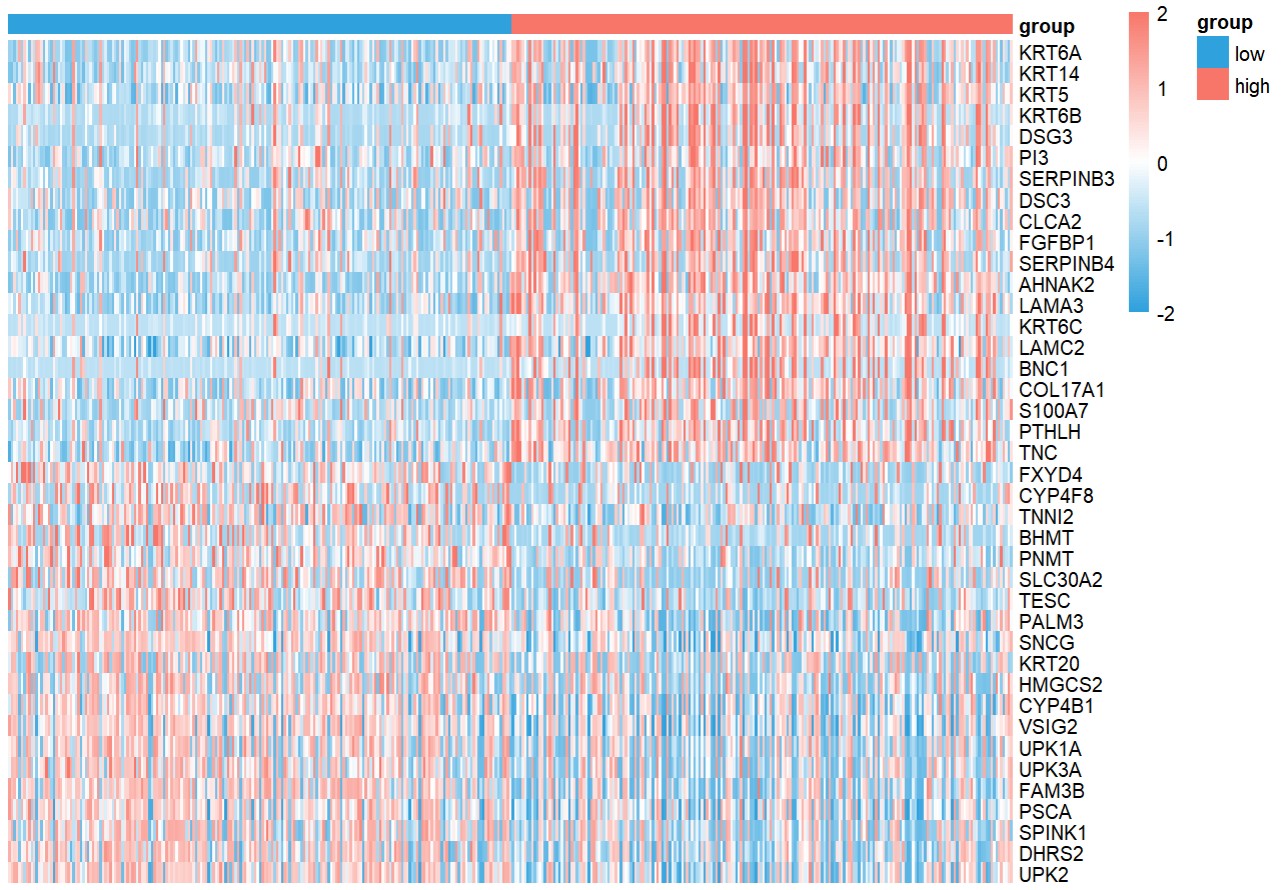 group
KRT6A
KRT14
KRT5
KRT6B
DSG3
PI3
SERPINB3
DSC3
CLCA2
FGFBP1
SERPINB4
AHNAK2
LAMA3
KRT6C
LAMC2
BNC1
COL17A1
S100A7
PTHLH
TNC
FXYD4
CYP4F8
TNNI2
BHMT
PNMT
SLC30A2
TESC
PALM3
SNCG
KRT20
HMGCS2
CYP4B1
VSIG2
UPK1A
UPK3A
FAM3B
PSCA
SPINK1
DHRS2
UPK2
2
1
0
-1
-2
group
low
high